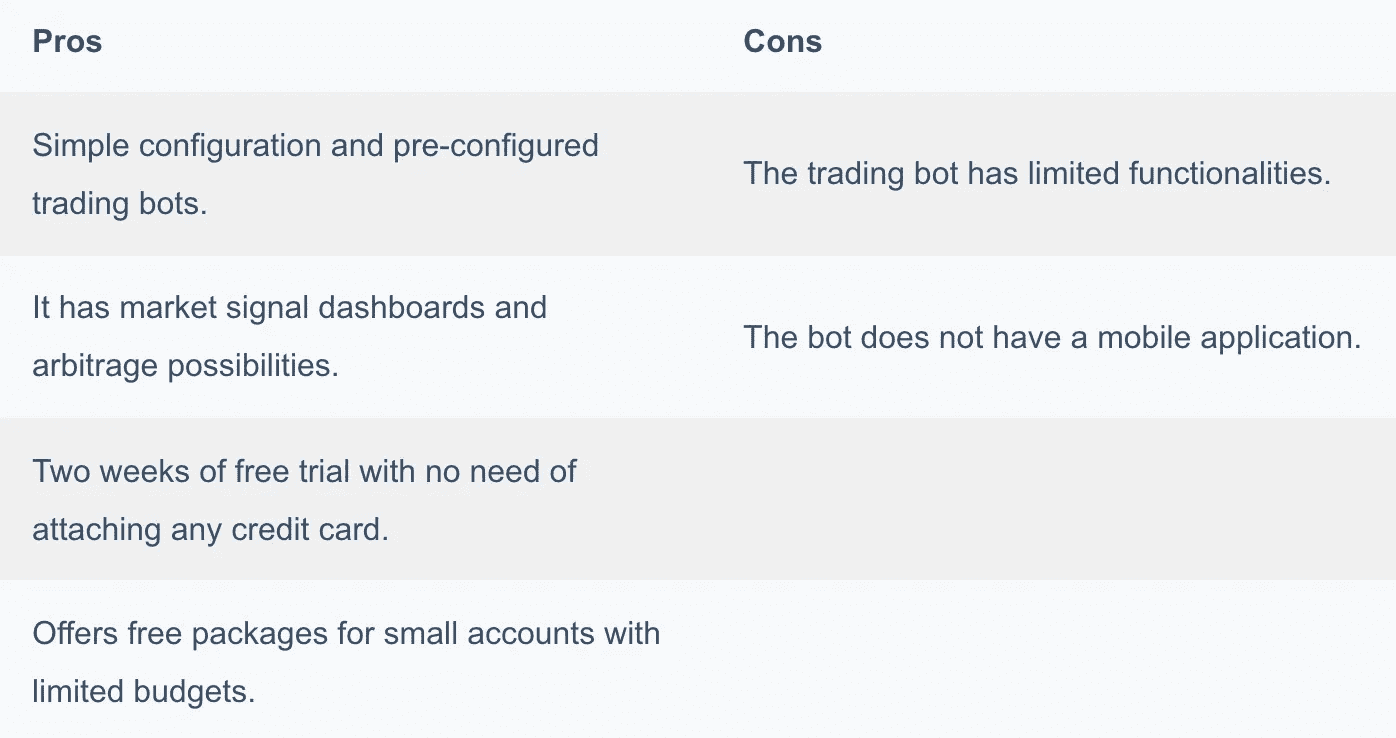 Pros
Cons
Simple configuration and pre-configured
trading bots.
The trading bot has limited functionalities.
It has market signal dashboards and
arbitrage possibilities.
The bot does not have a mobile application.
Two weeks of free trial with no need of
attaching any credit card.
Offers free packages for small accounts with
limited budgets.